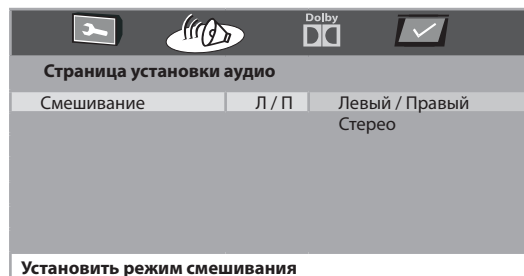 Dolby
Страница установки аудио
Смешивание Л / П Левый / Правый
Стерео
Установить режим смешивания